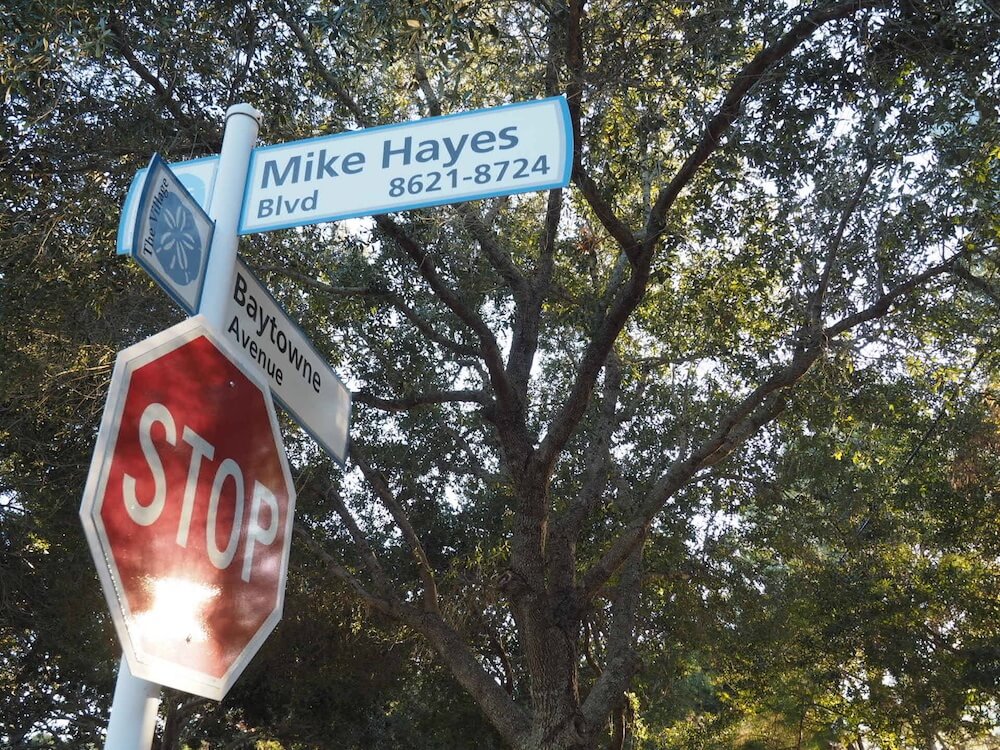 Mike Hayes
Blvd 8621-8724
The Village
Baytowne
Avenue
STOP